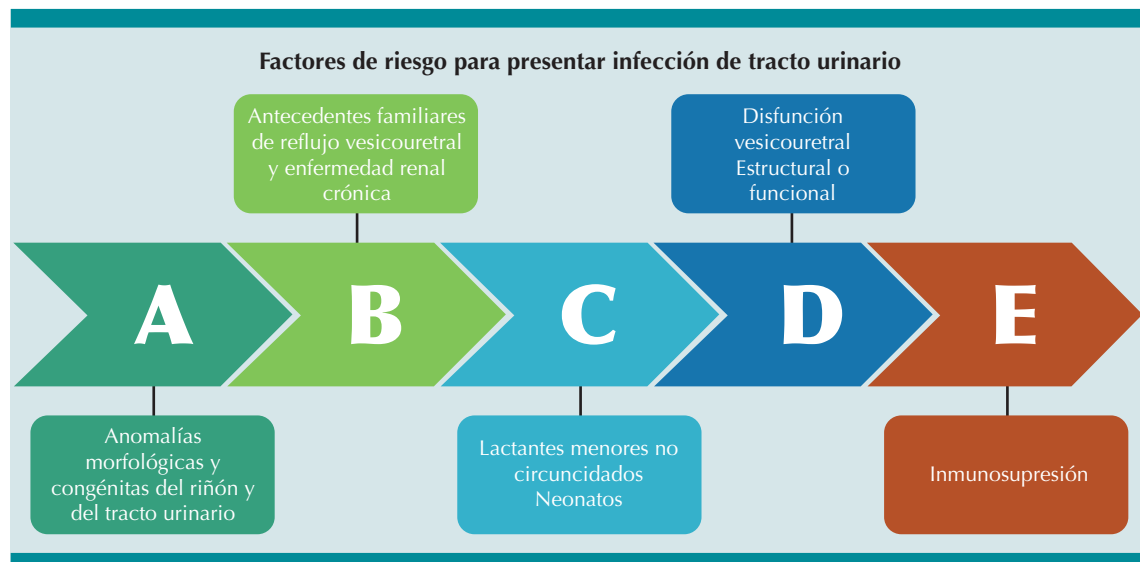 Factores de riesgo para presentar infección de tracto urinario
Antecedentes familiares
de reflujo vesicouretral
y enfermedad renal
crónica
Disfunción
vesicouretral
Estructural o
funcional
A
B
C
D
E
Anomalías
morfológicas y
congénitas del riñón y
del tracto urinario
Lactantes menores no
circuncidados
Neonatos
Inmunosupresión